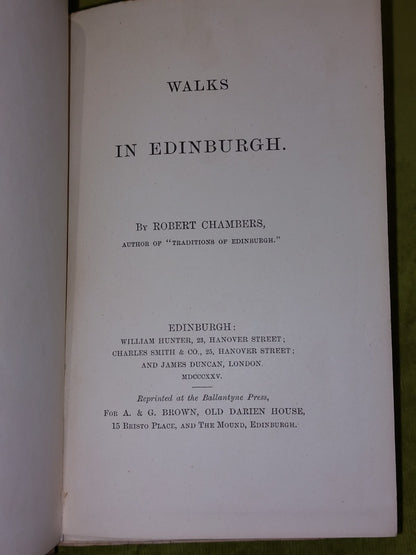 WALKS
IN EDINBURGH.
BY ROBERT CHAMBERS,
AUTHOR OF "TRADITIONS OF EDINBURGH."
EDINBURGH:
WILLIAM HUNTER, 23, HANOVER STREET;
CHARLES SMITH & CO., 25, HANOVER STREET;
AND JAMES DUNCAN, LONDON.
MDCCCXXV.
Reprinted at the Ballantyne Press,
FOR A. & G. BROWN, OLD DARIEN HOUSE,
15 BRISTO PLACE, AND THE MOUND, EDINBURGH.